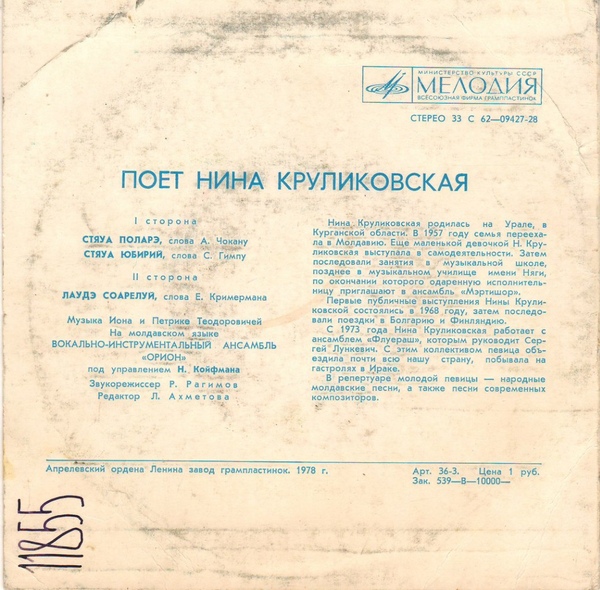 МИНИСТЕРСТВО КУЛЬТУРЫ СССР
МЕЛОДИЯ
ВСЕСОЮЗНАЯ ФИРМА ГРАМПЛАСТИНОК
СТЕРЕО 33 С 62—09427-28
ПОЕТ НИНА КРУЛИКОВСКАЯ
I сторона
СТЯУА ПОЛАРЭ, слова А. Чокану
СТЯУА ЮБИРИЙ, слова С. Гимпу
II сторона
ЛАУДЭ СОАРЕЛУЙ, слова Е. Кримермана
Музыка Иона и Петрике Теодоровичей
На молдавском языке
ВОКАЛЬНО-ИНСТРУМЕНТАЛЬНЫЙ АНСАМБЛЬ
«ОРИОН»
под управлением Н. Койфмана
Звукорежиссер Р. Рагимов
Редактор Л. Ахметова
Нина Круликовская родилась на Урале, в
Курганской области. В 1957 году семья перееха-
ла в Молдавию. Еще маленькой девочкой Н. Кру-
ликовская выступала в самодеятельности. Затем
последовали занятия в музыкальной школе,
позднее в музыкальном училище имени Няги,
по окончании которого одаренную исполнитель-
ницу приглашают в ансамбль «Мэртишор».
Первые публичные выступления Нины Крули-
ковской состоялись в 1968 году, затем последо-
вали поездки в Болгарию и Финляндию.
С 1973 года Нина Круликовская работает с
ансамблем «Флуераш», которым руководит Сер-
гей Лункевич. С этим коллективом певица объ-
ездила почти всю нашу страну, побывала на
гастролях в Ираке.
В репертуаре молодой певицы — народные
молдавские песни, а также песни современных
композиторов.
Апрелевский ордена Ленина завод грампластинок. 1978 г.
Арт. 36-3. Цена 1 руб.
Зак. 539—В—10000—
11855